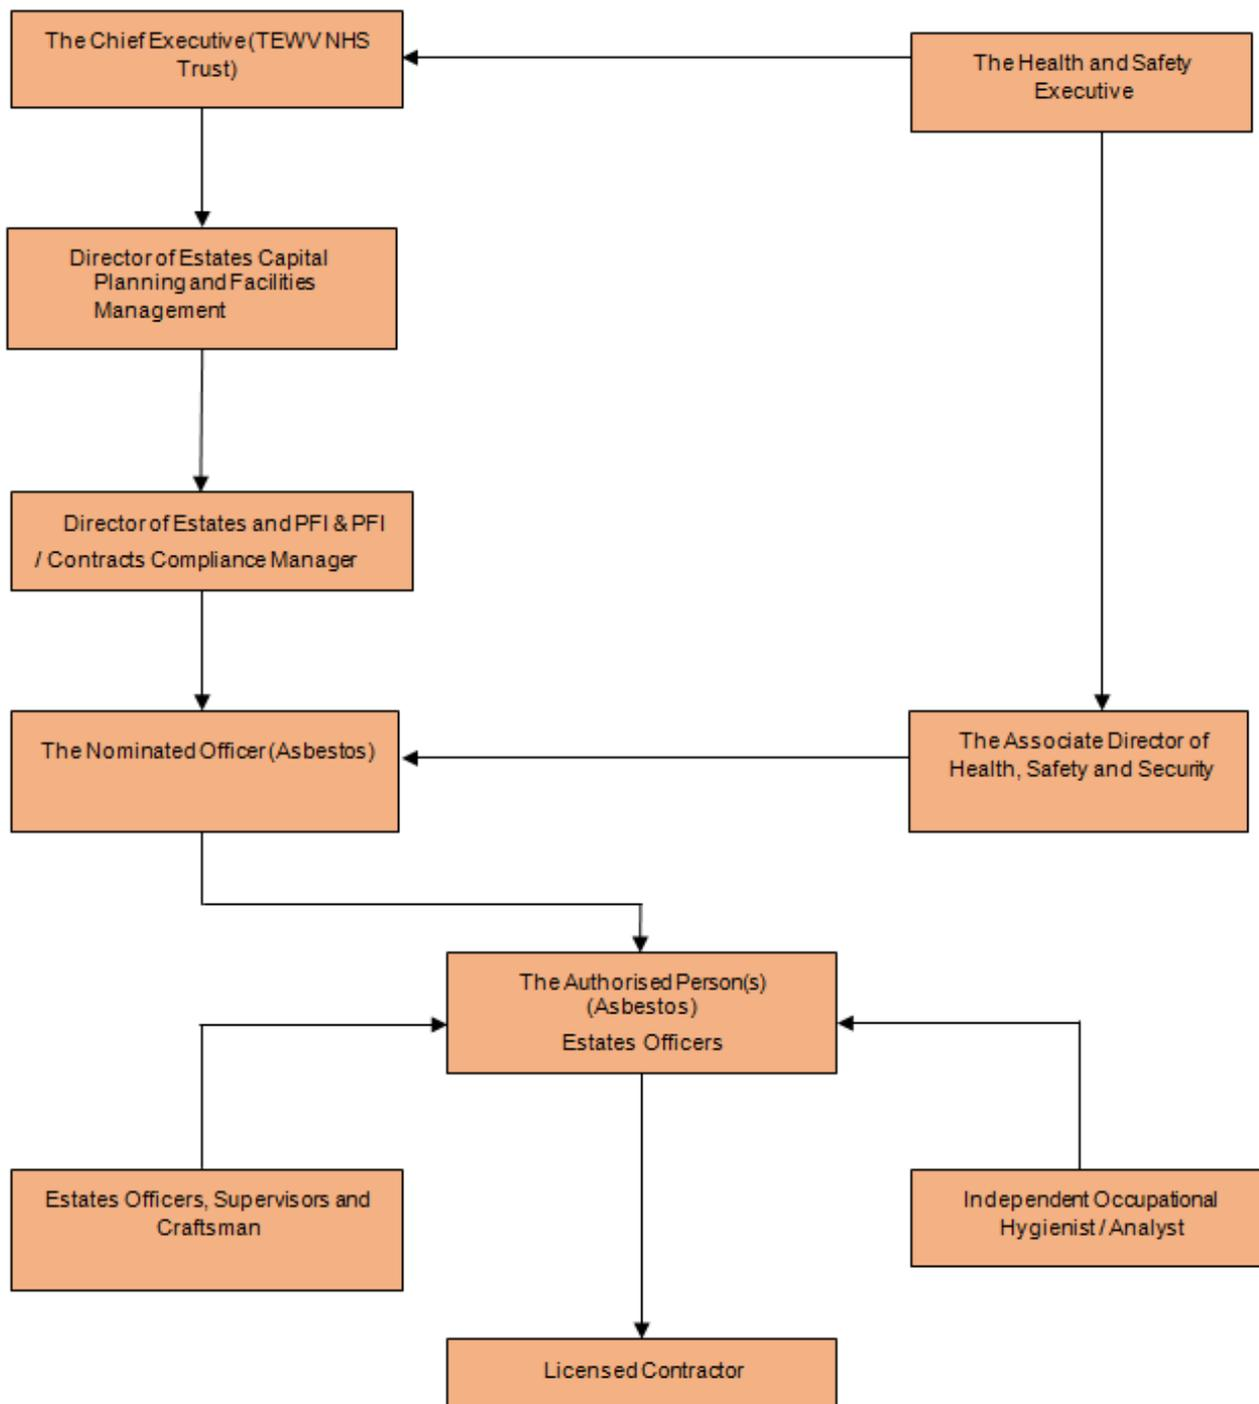 The Chief Executive (TEWV NHS
Trust)
The Health and Safety
Executive
Director of Estates Capital
Planning and Facilities
Management
Director of Estates and PFI & PFI
/ Contracts Compliance Manager
The Nominated Officer (Asbestos)
The Associate Director of
Health, Safety and Security
The Authorised Person(s)
(Asbestos)
Estates Officers
Estates Officers, Supervisors and
Craftsman
Independent Occupational
Hygienist / Analyst
Licensed Contractor